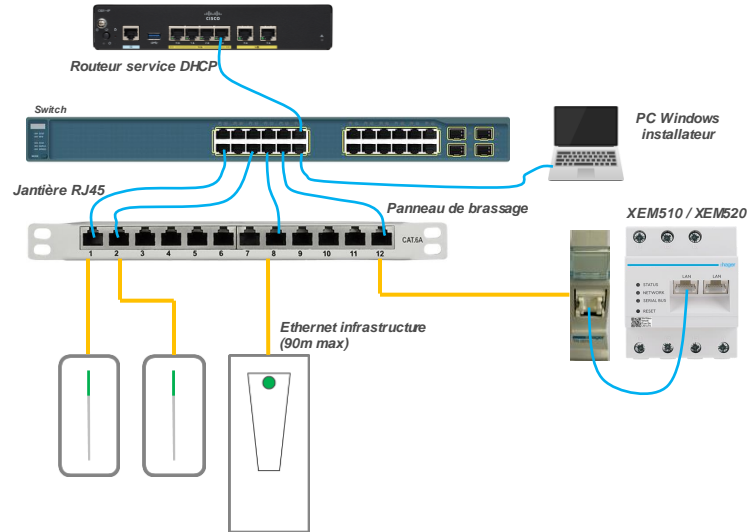 CISCO
Routeur service DHCP
Switch
PC Windows
installateur
Jantière RJ45
Panneau de brassage
XEM510 / XEM520
CAT.6A
1 2 3 4 5 6 7 8 9 10 11 12
:hager
LAN LAN
STATUS
NETWORK
SERIAL BUS
RESET
Ethernet infrastructure
(90m max)